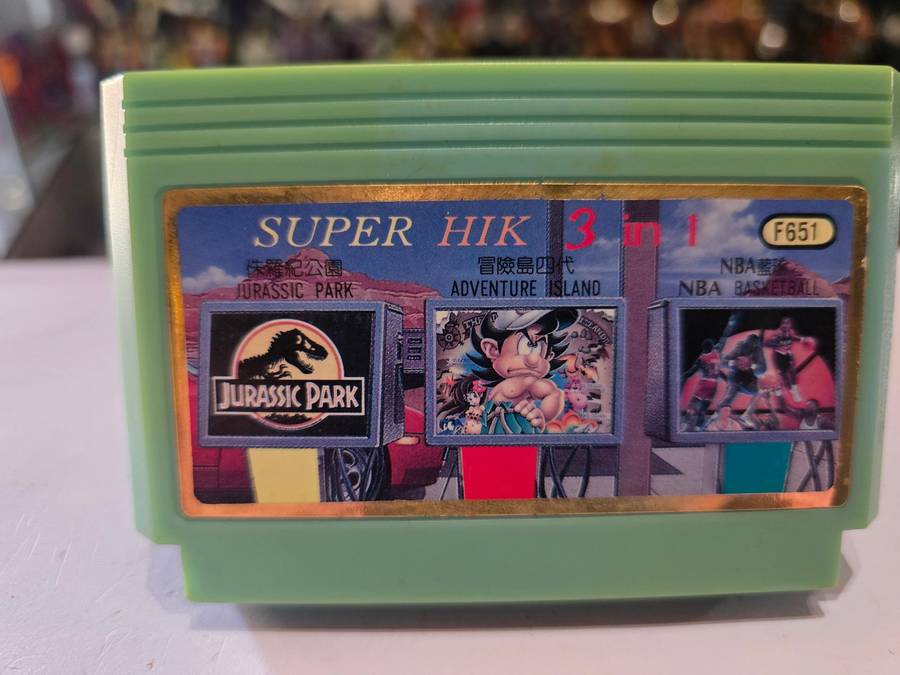 SUPER HIK 3 in 1
F651
侏羅紀公園
JURASSIC PARK
冒險島四代
ADVENTURE ISLAND
NBA籃球
NBA BASKETBALL
JURASSIC PARK